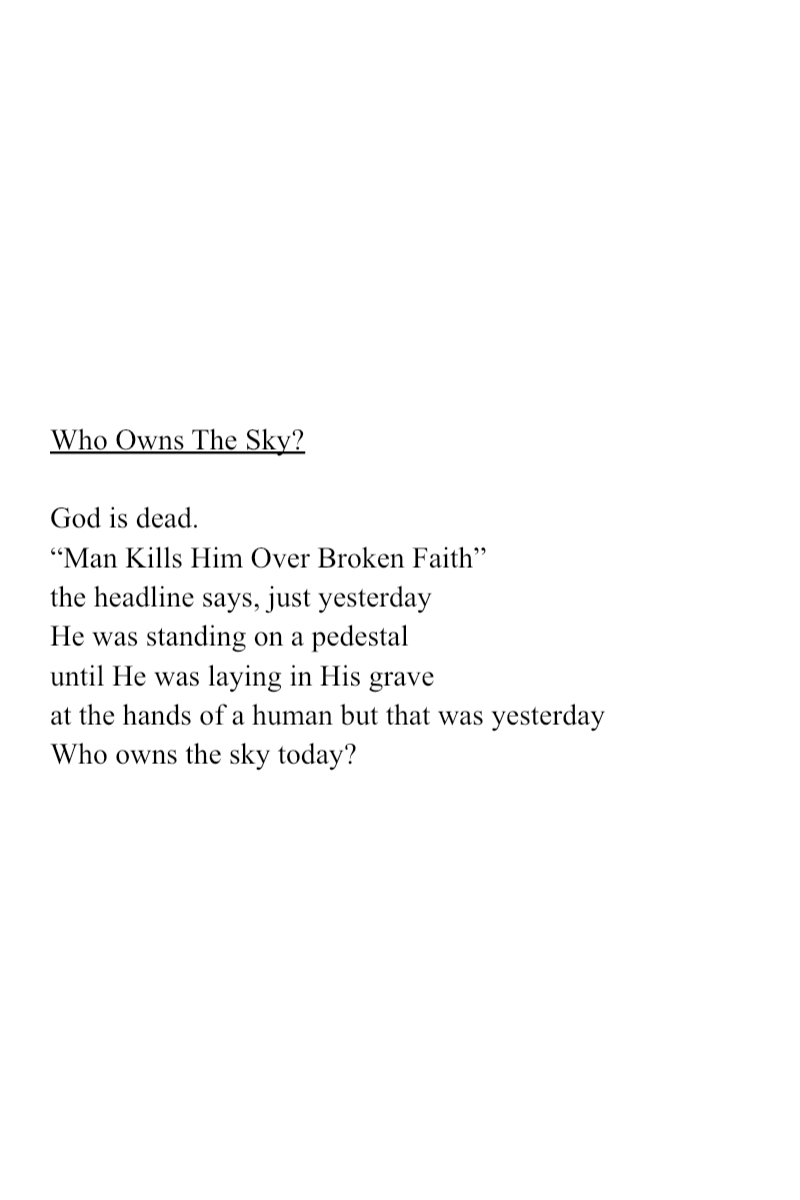 Who Owns The Sky?
God is dead.
“Man Kills Him Over Broken Faith”
the headline says, just yesterday
He was standing on a pedestal
until He was laying in His grave
at the hands of a human but that was yesterday
Who owns the sky today?